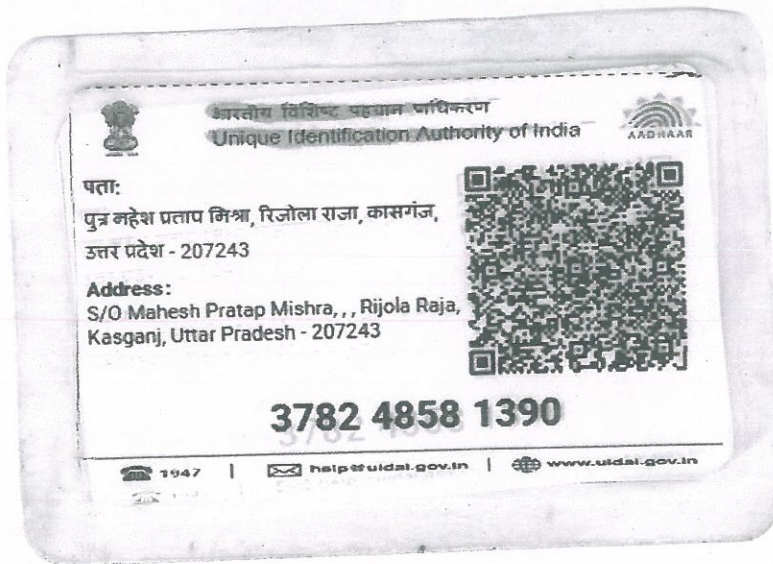 भारतीय विशिष्ट पहचान प्राधिकरण
Unique Identification Authority of India
AADHAAR
पता:
पुत्र महेश प्रताप मिश्रा, रिजोला राजा, कासगंज,
उत्तर प्रदेश - 207243
Address:
S/O Mahesh Pratap Mishra, , , Rijola Raja,
Kasganj, Uttar Pradesh - 207243
3782 4858 1390
1947 | help@uidai.gov.in | www.uidai.gov.in